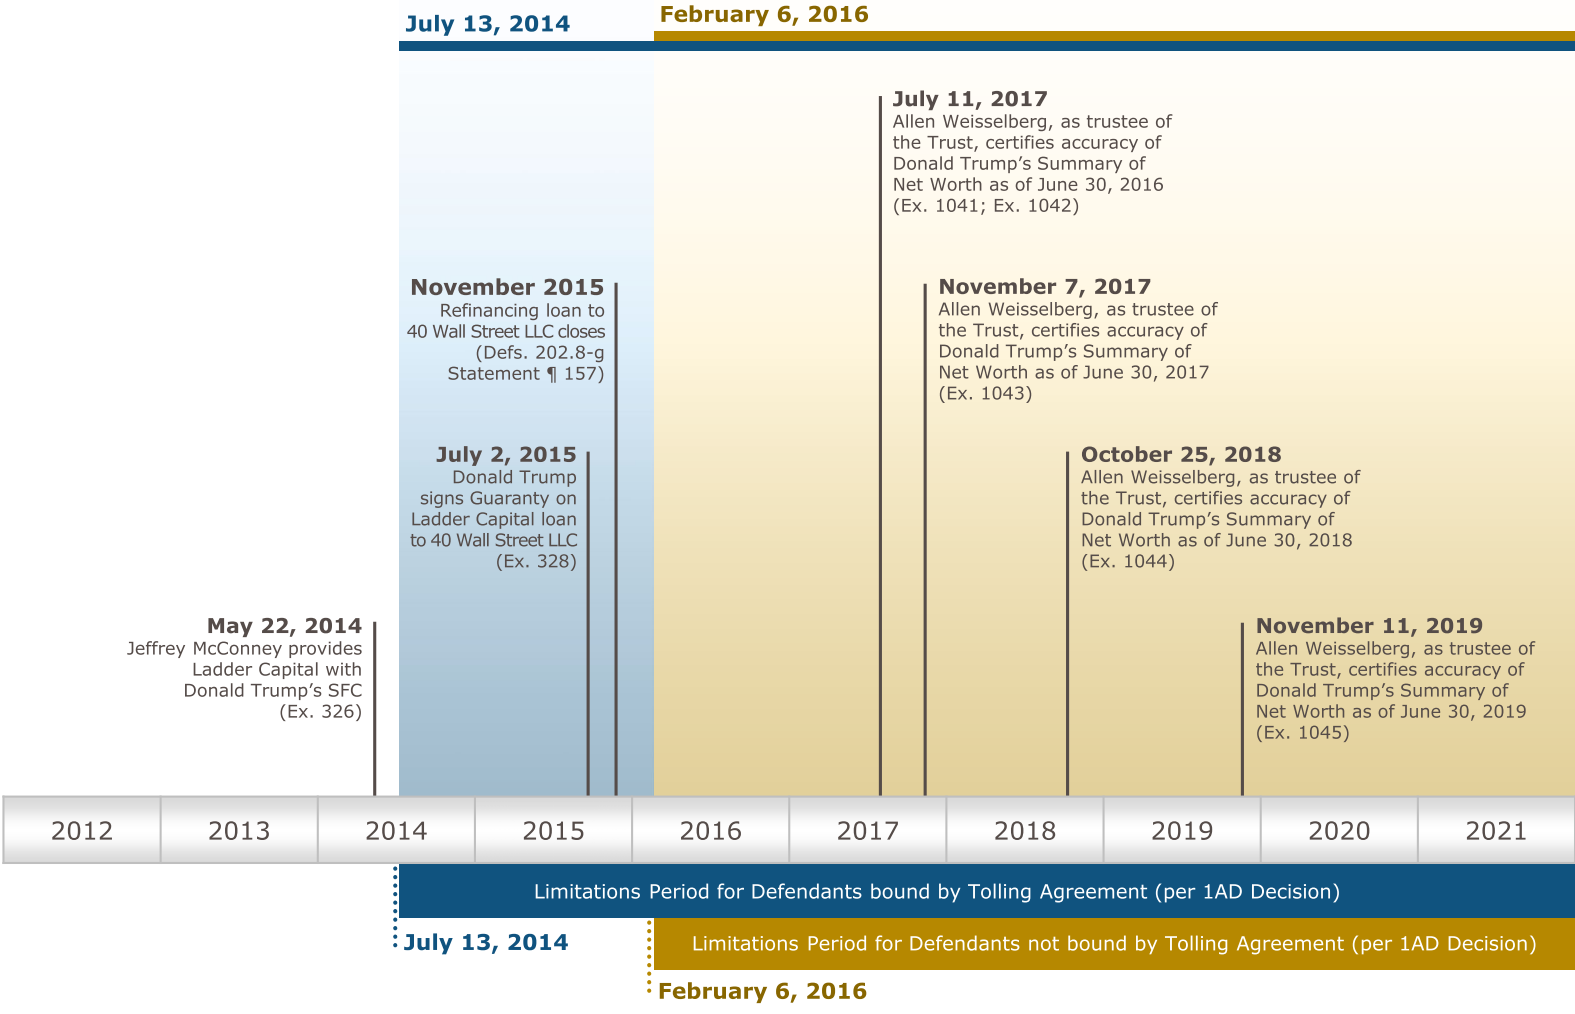 July 13, 2014
February 6, 2016
July 11, 2017
Allen Weisselberg, as trustee of
the Trust, certifies accuracy of
Donald Trump’s Summary of
Net Worth as of June 30, 2016
(Ex. 1041; Ex. 1042)
November 2015
Refinancing loan to
40 Wall Street LLC closes
(Defs. 202.8-g
Statement ¶ 157)
November 7, 2017
Allen Weisselberg, as trustee of
the Trust, certifies accuracy of
Donald Trump’s Summary of
Net Worth as of June 30, 2017
(Ex. 1043)
July 2, 2015
Donald Trump
signs Guaranty on
Ladder Capital loan
to 40 Wall Street LLC
(Ex. 328)
October 25, 2018
Allen Weisselberg, as trustee of
the Trust, certifies accuracy of
Donald Trump’s Summary of
Net Worth as of June 30, 2018
(Ex. 1044)
May 22, 2014
Jeffrey McConney provides
Ladder Capital with
Donald Trump’s SFC
(Ex. 326)
November 11, 2019
Allen Weisselberg, as trustee of
the Trust, certifies accuracy of
Donald Trump’s Summary of
Net Worth as of June 30, 2019
(Ex. 1045)
2012 2013 2014 2015 2016 2017 2018 2019 2020 2021
Limitations Period for Defendants bound by Tolling Agreement (per 1AD Decision)
July 13, 2014
Limitations Period for Defendants not bound by Tolling Agreement (per 1AD Decision)
February 6, 2016